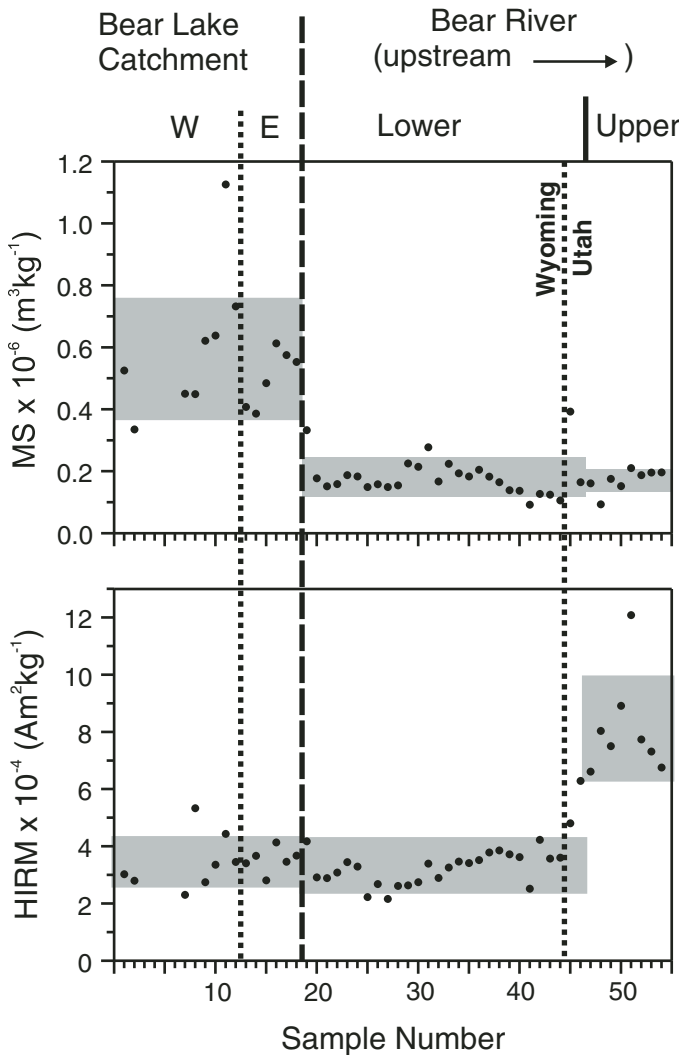 Bear Lake
Catchment
Bear River
(upstream ⟶)
W
E
Lower
Upper
MS x 10⁻⁶ (m³kg⁻¹)
1.2
1.0
0.8
0.6
0.4
0.2
0.0
Wyoming
Utah
HIRM x 10⁻⁴ (Am²kg⁻¹)
12
10
8
6
4
2
0
10 20 30 40 50
Sample Number